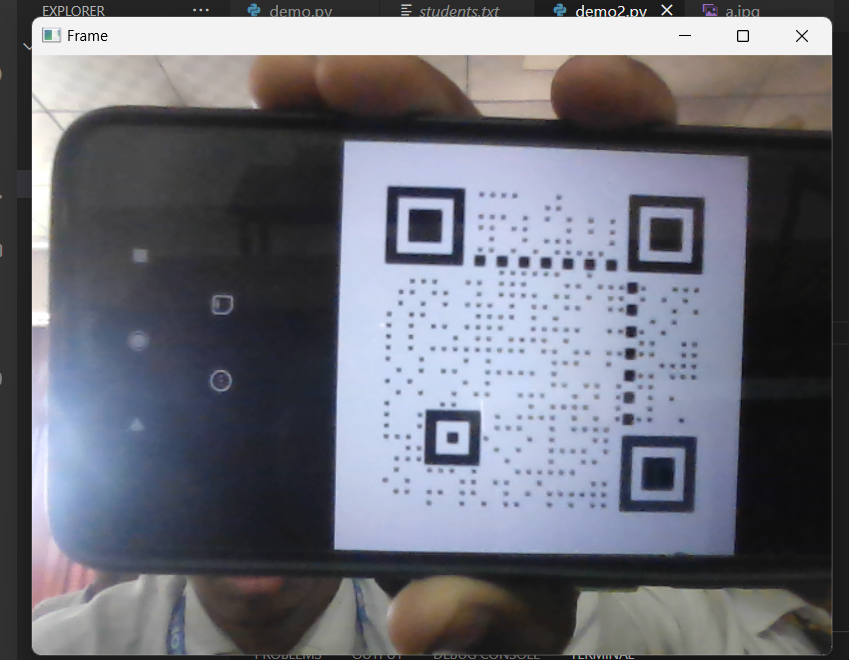 EXPLORER ... demo.py students.txt demo2.py a.jpg
Frame
PROBLEMS OUTPUT DEBUG CONSOLE TERMINAL